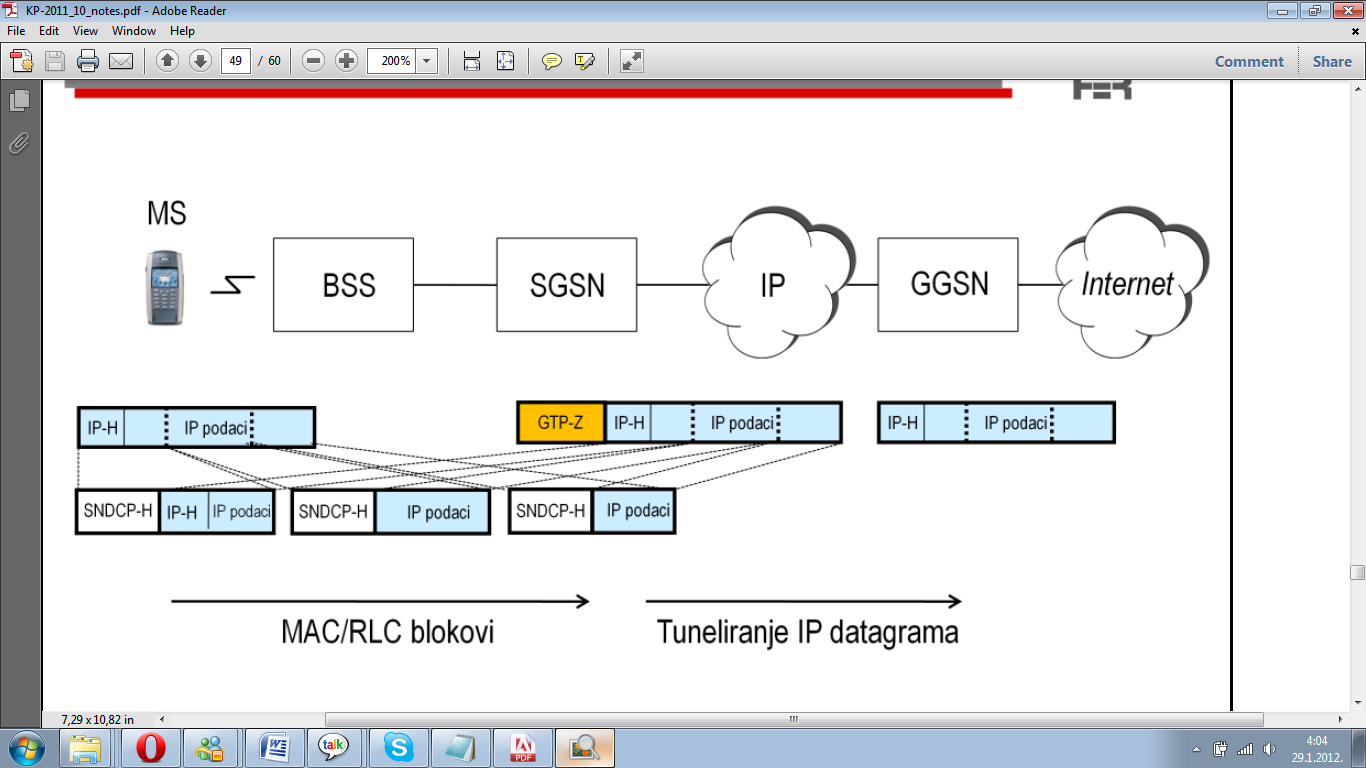 KP-2011_10_notes.pdf - Adobe Reader
File Edit View Window Help
49 / 60 200% Comment Share
MS
BSS SGSN IP GGSN Internet
IP-H IP podaci GTP-Z IP-H IP podaci IP-H IP podaci
SNDCP-H IP-H IP podaci SNDCP-H IP podaci SNDCP-H IP podaci
MAC/RLC blokovi Tuneliranje IP datagrama
7,29 x 10,82 in
talk PDF
4:04
29.1.2012.